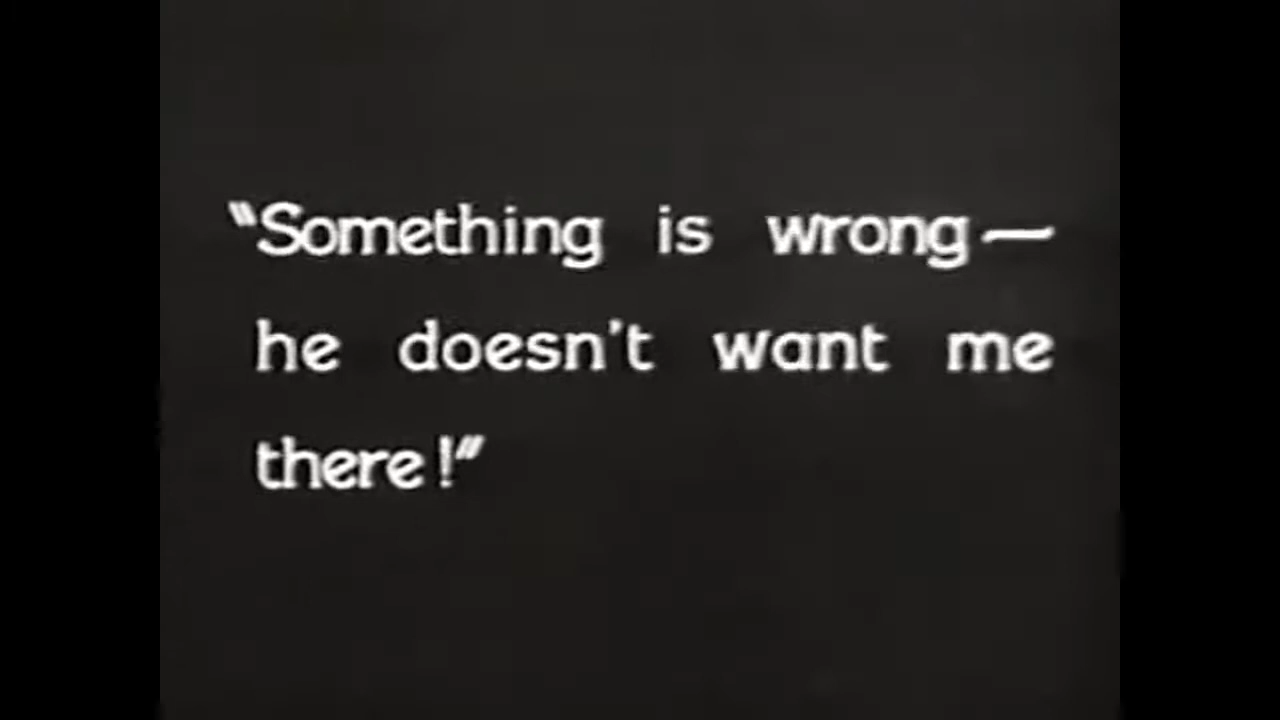 “Something is wrong—
he doesn't want me
there!”